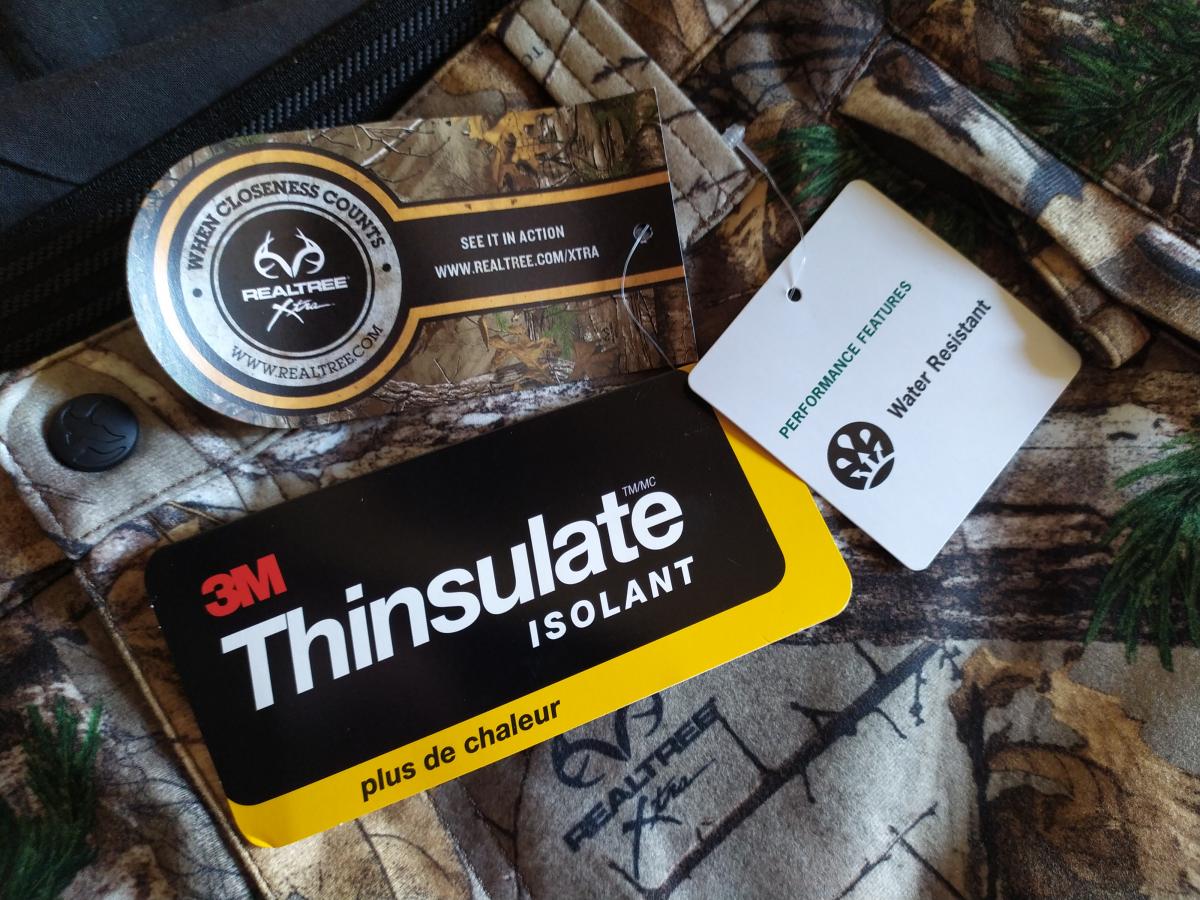 WHEN CLOSENESS COUNTS
REALTREE
Xtra
WWW.REALTREE.COM
SEE IT IN ACTION
WWW.REALTREE.COM/XTRA
PERFORMANCE FEATURES
Water Resistant
3M
Thinsulate TM/MC
ISOLANT
plus de chaleur
REALTREE
Xtra